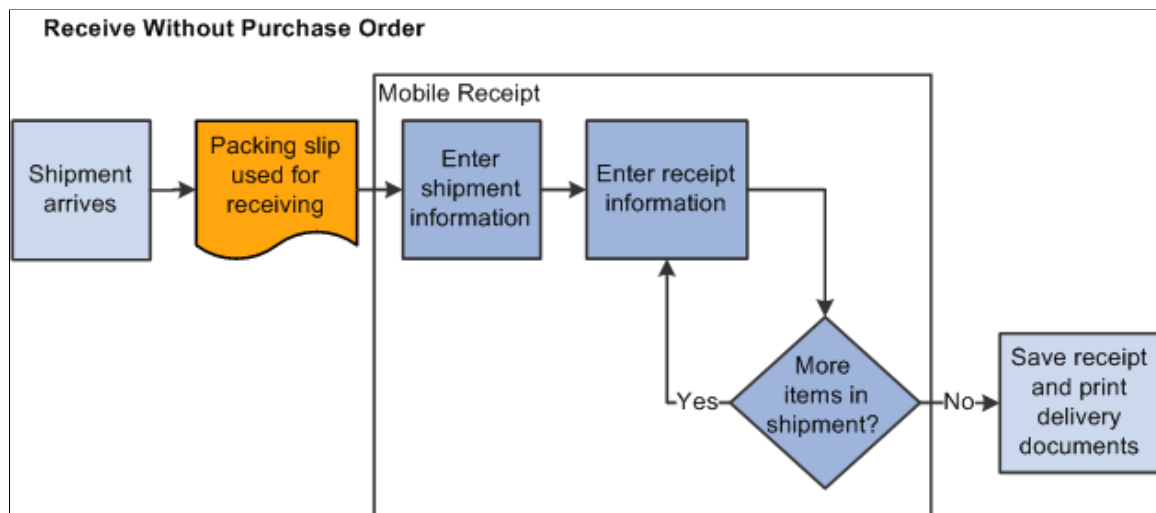 Receive Without Purchase Order
Mobile Receipt
Shipment
arrives
Packing slip
used for
receiving
Enter
shipment
information
Enter receipt
information
More
items in
shipment?
Yes
No
Save receipt
and print
delivery
documents